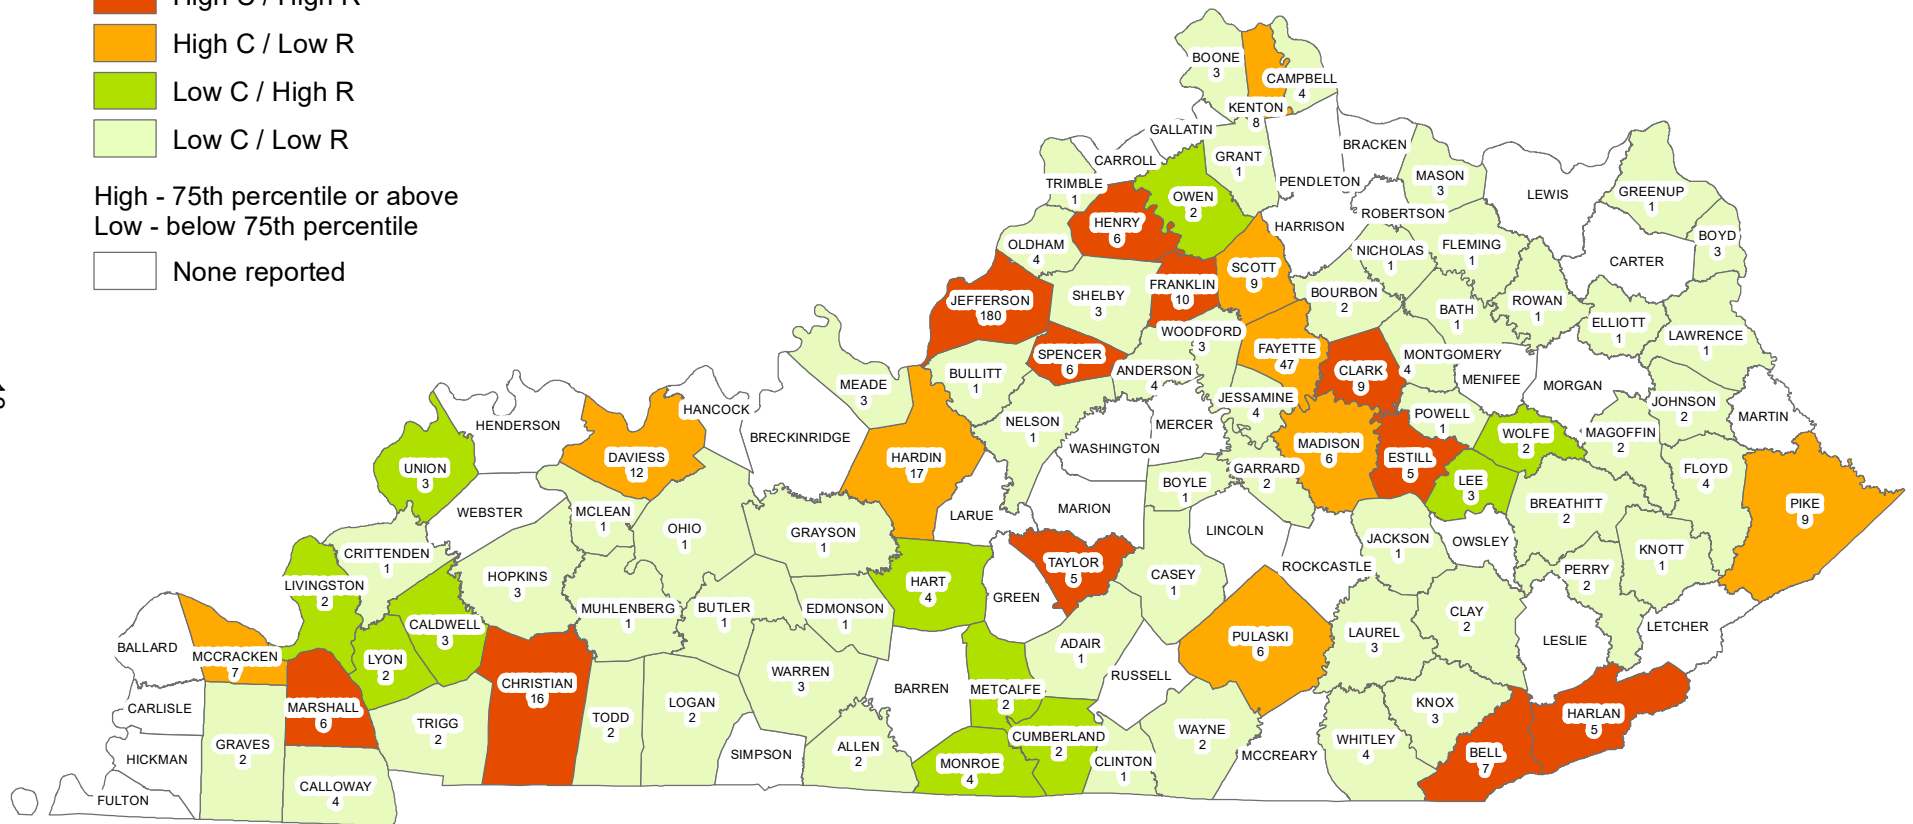 High C / High R
High C / Low R
Low C / High R
Low C / Low R
High - 75th percentile or above
Low - below 75th percentile
None reported
BOONE
3
CAMPBELL
4
KENTON
8
GALLATIN
CARROLL
GRANT
1
BRACKEN
PENDLETON
MASON
3
LEWIS
GREENUP
1
TRIMBLE
1
OWEN
2
HENRY
6
HARRISON
ROBERTSON
OLDHAM
4
NICHOLAS
1
FLEMING
1
BOYD
3
CARTER
SCOTT
9
FRANKLIN
10
JEFFERSON
180
SHELBY
3
BOURBON
2
BATH
1
ROWAN
1
ELLIOTT
1
LAWRENCE
1
WOODFORD
3
FAYETTE
47
SPENCER
6
ANDERSON
4
CLARK
9
MONTGOMERY
4
MENIFEE
MORGAN
BULLITT
1
MEADE
3
JESSAMINE
4
JOHNSON
2
MARTIN
HANCOCK
HENDERSON
BRECKINRIDGE
NELSON
1
MERCER
WASHINGTON
POWELL
1
WOLFE
2
MAGOFFIN
2
MADISON
6
DAVIESS
12
HARDIN
17
UNION
3
ESTILL
5
GARRARD
2
BOYLE
1
LEE
3
FLOYD
4
BREATHITT
2
PIKE
9
WEBSTER
MCLEAN
1
OHIO
1
GRAYSON
1
LARUE
MARION
LINCOLN
JACKSON
1
OWSLEY
KNOTT
1
CRITTENDEN
1
HOPKINS
3
LIVINGSTON
2
HART
4
TAYLOR
5
CASEY
1
ROCKCASTLE
PERRY
2
GREEN
MUHLENBERG
1
BUTLER
1
EDMONSON
1
CALDWELL
3
CLAY
2
LETCHER
BALLARD
MCCRACKEN
7
LYON
2
ADAIR
1
PULASKI
6
LAUREL
3
LESLIE
WARREN
3
RUSSELL
CHRISTIAN
16
BARREN
METCALFE
2
CARLISLE
MARSHALL
6
TRIGG
2
TODD
2
LOGAN
2
KNOX
3
HARLAN
5
GRAVES
2
CUMBERLAND
2
WAYNE
2
WHITLEY
4
BELL
7
HICKMAN
SIMPSON
ALLEN
2
MONROE
4
CLINTON
1
MCCREARY
CALLOWAY
4
FULTON